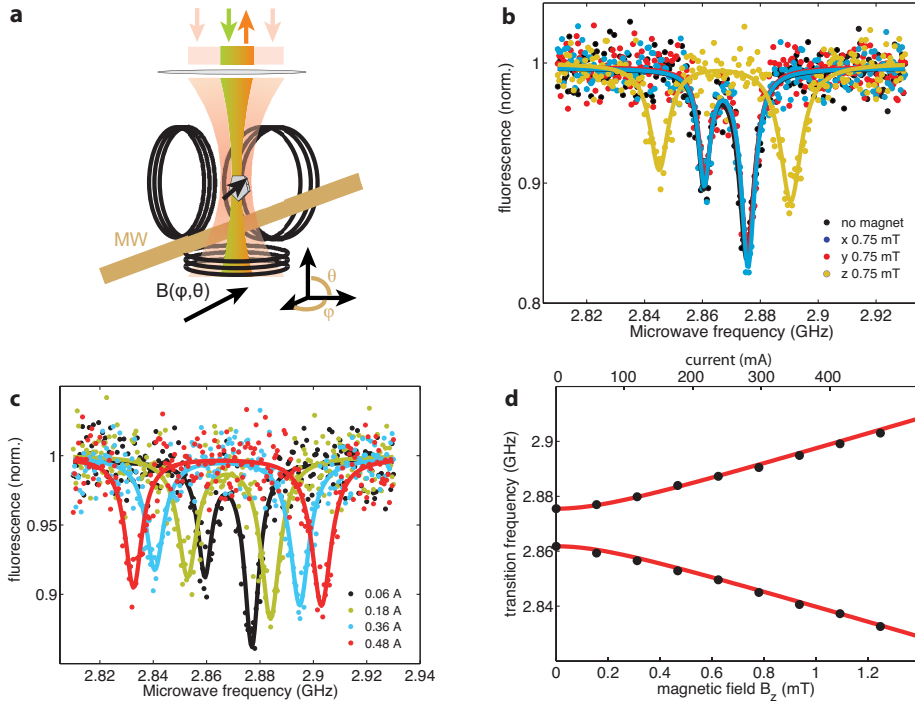 a
MW
B(φ,θ)
θ
φ
b
fluorescence (norm.)
1
0.9
0.8
2.82
2.84
2.86
2.88
2.9
2.92
Microwave frequency (GHz)
no magnet
x 0.75 mT
y 0.75 mT
z 0.75 mT
c
fluorescence (norm.)
1
0.95
0.9
2.82
2.84
2.86
2.88
2.90
2.92
2.94
Microwave frequency (GHz)
0.06 A
0.18 A
0.36 A
0.48 A
current (mA)
0
100
200
300
400
d
transition frequency (GHz)
2.90
2.88
2.86
2.84
0
0.2
0.4
0.6
0.8
1.0
1.2
magnetic field B_z (mT)